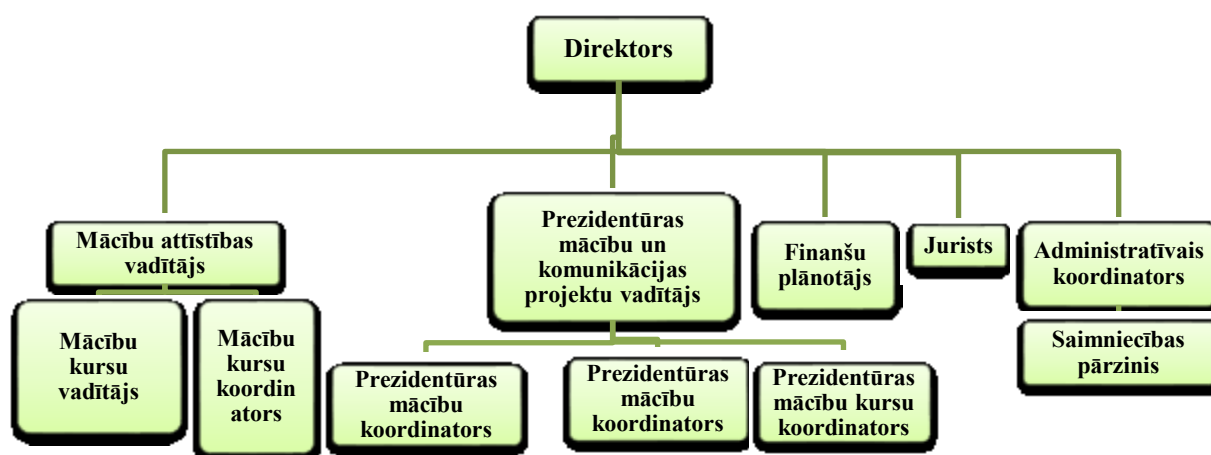 Direktors
Mācību attīstības
vadītājs
Prezidentūras
mācību un
komunikācijas
projektu vadītājs
Finanšu
plānotājs
Jurists
Administratīvais
koordinators
Mācību
kursu
vadītājs
Mācību
kursu
koordin
ators
Prezidentūras
mācību
koordinators
Prezidentūras
mācību
koordinators
Prezidentūras
mācību kursu
koordinators
Saimniecības
pārzinis